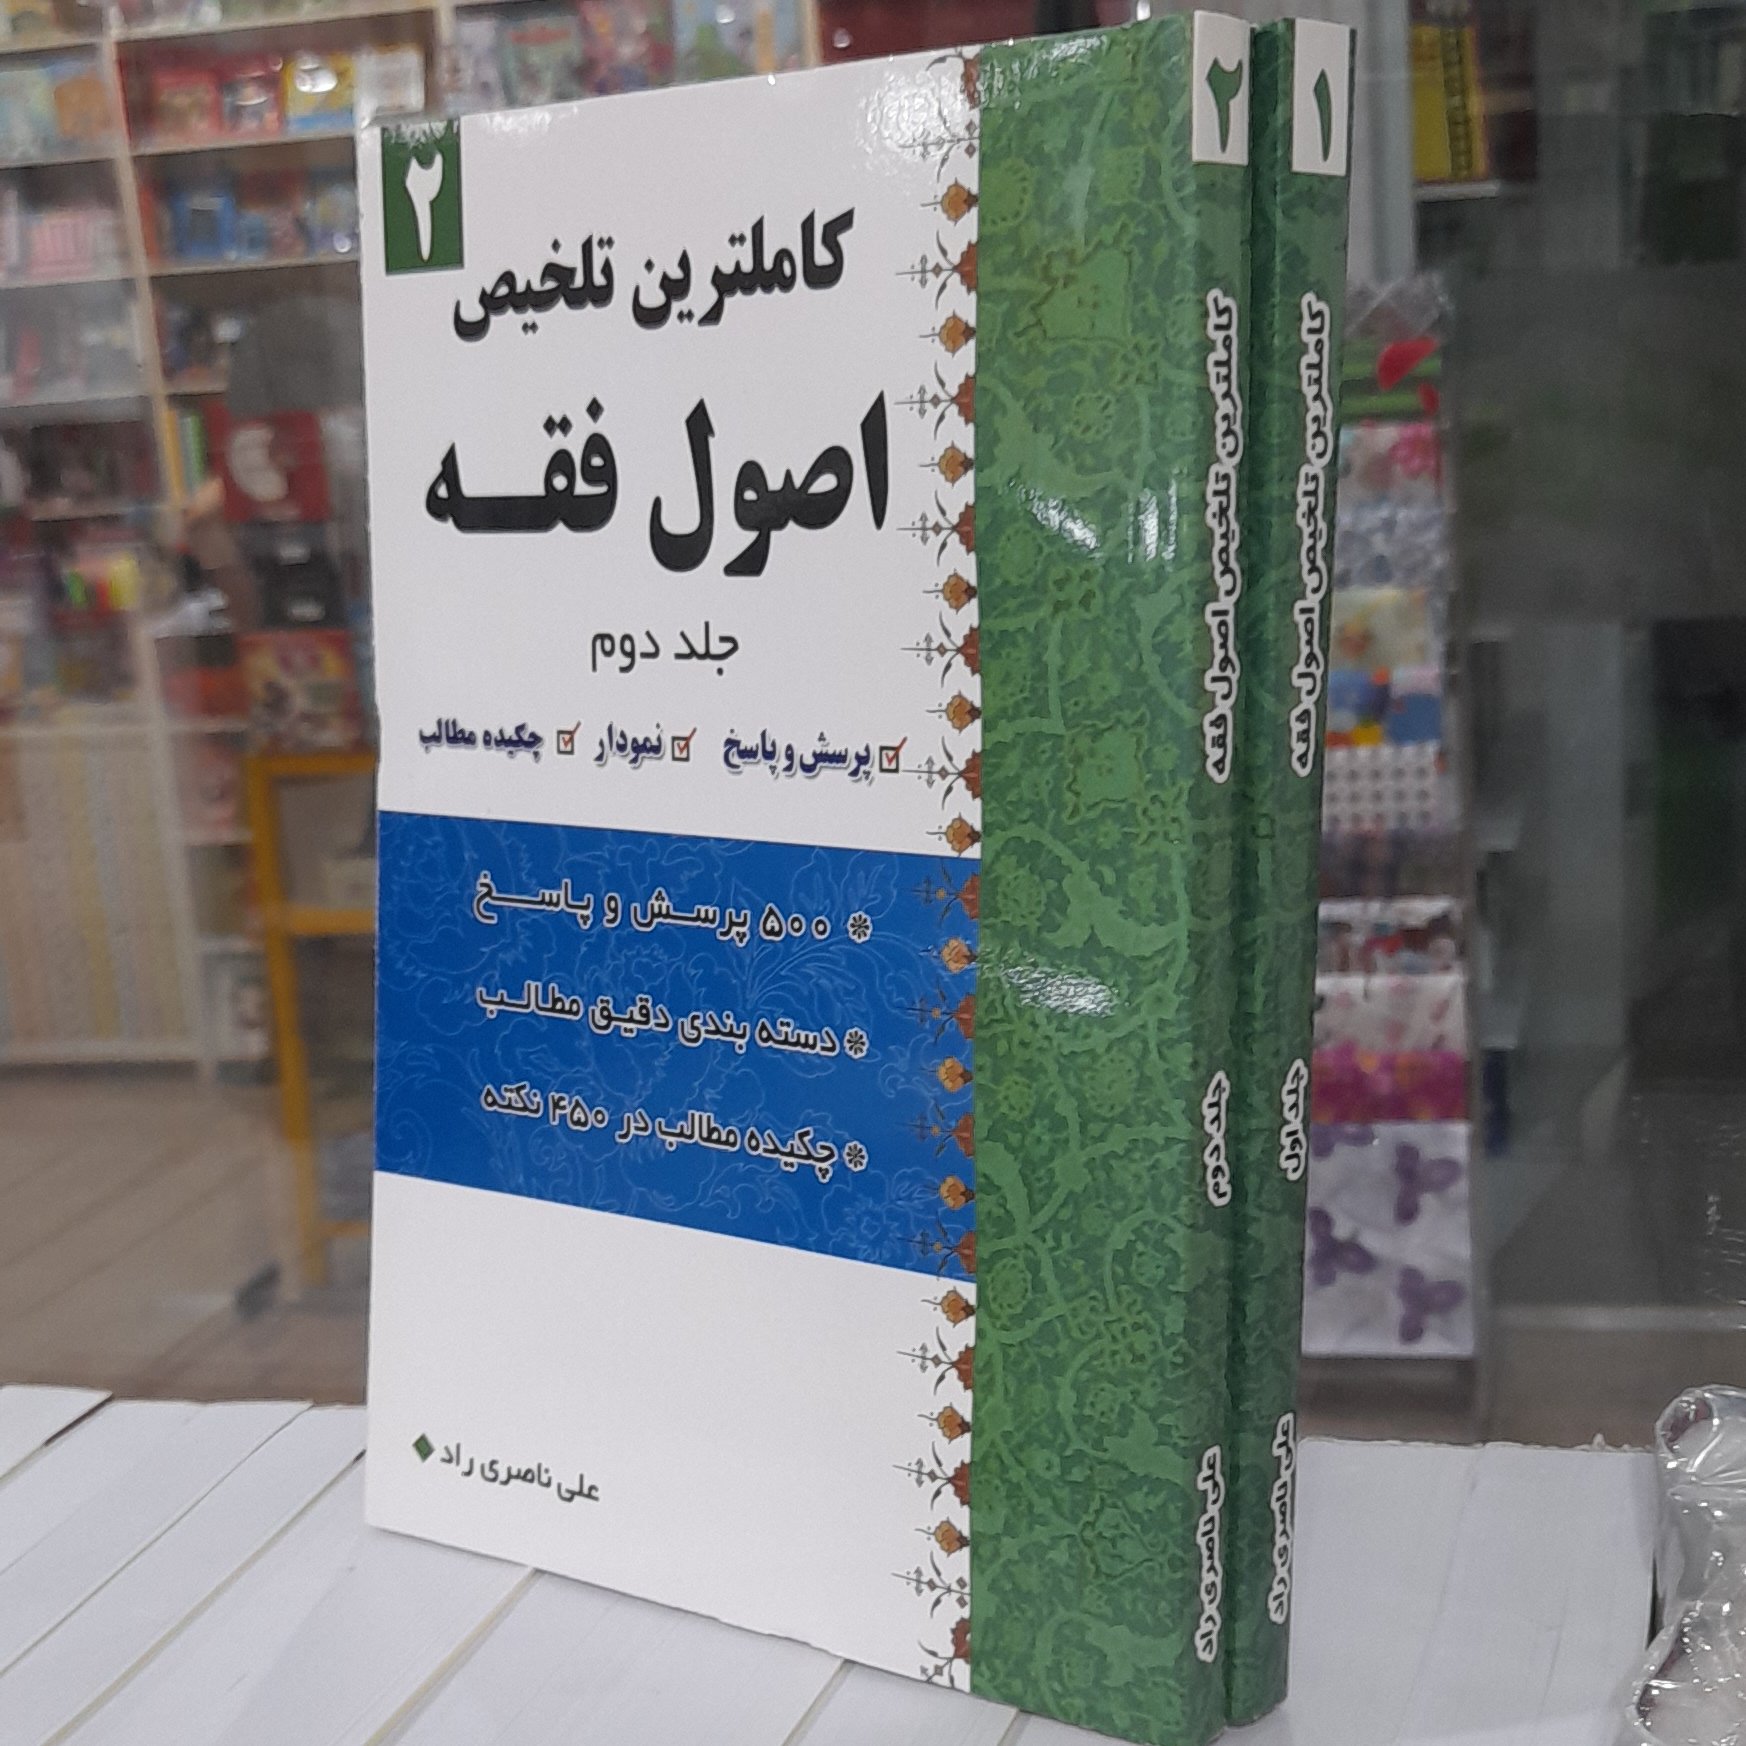 ۲
کاملترین تلخیص
اصول فقه
جلد دوم
پرسش و پاسخ نمودار چکیده مطالب
* ۵۰۰ پرسش و پاسخ
* دسته بندی دقیق مطالب
* چکیده مطالب در ۴۵۰ نکته
علی ناصری راد
۲
کاملترین تلخیص اصول فقه
جلد دوم
علی ناصری راد
۱
کاملترین تلخیص اصول فقه
جلد اول
علی ناصری راد